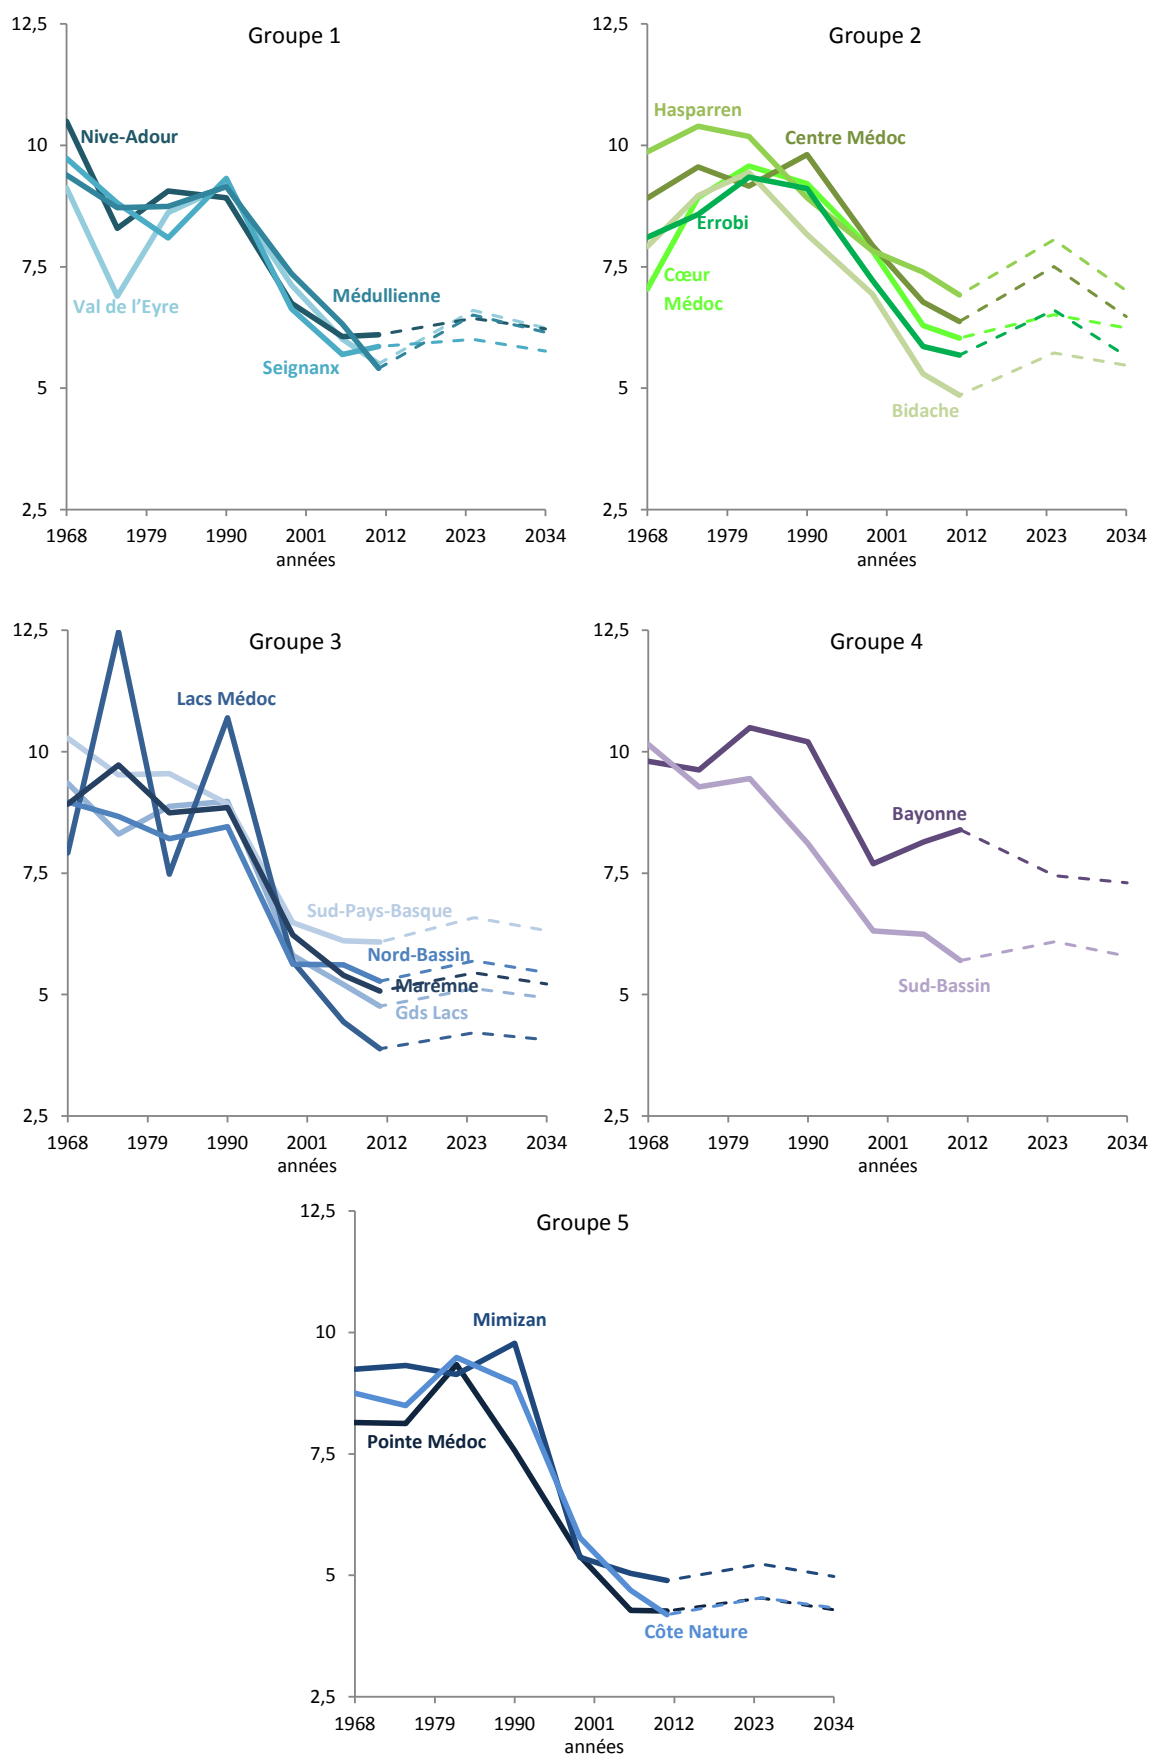 Groupe 1
12,5
10
7,5
5
2,5
Nive-Adour
Val de l'Eyre
Médullienne
Seignanx
1968 1979 1990 2001 2012 2023 2034
années
Groupe 2
12,5
10
7,5
5
2,5
Hasparren
Centre Médoc
Errobi
Cœur
Médoc
Bidache
1968 1979 1990 2001 2012 2023 2034
années
Groupe 3
12,5
10
7,5
5
2,5
Lacs Médoc
Sud-Pays-Basque
Nord-Bassin
Maremne
Gds Lacs
1968 1979 1990 2001 2012 2023 2034
années
Groupe 4
12,5
10
7,5
5
2,5
Bayonne
Sud-Bassin
1968 1979 1990 2001 2012 2023 2034
années
Groupe 5
12,5
10
7,5
5
2,5
Mimizan
Pointe Médoc
Côte Nature
1968 1979 1990 2001 2012 2023 2034
années